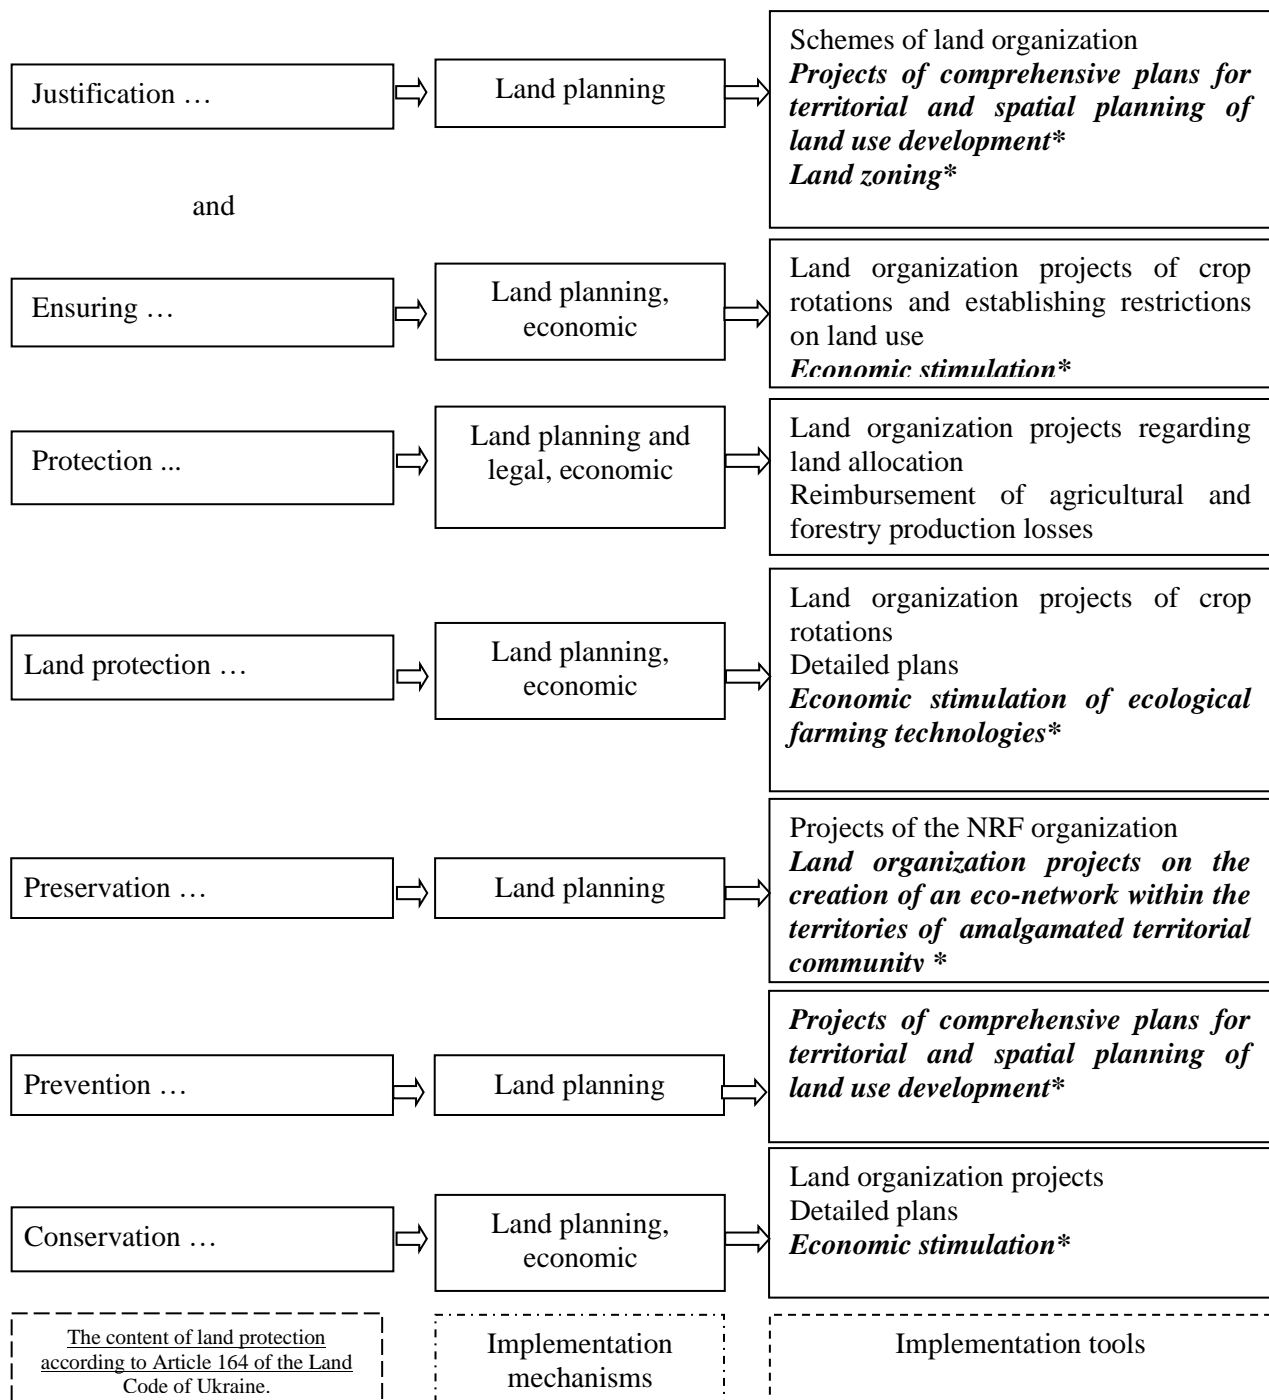 Justification …
Land planning
Schemes of land organization
Projects of comprehensive plans for
territorial and spatial planning of
land use development*
Land zoning*
and
Ensuring …
Land planning,
economic
Land organization projects of crop
rotations and establishing restrictions
on land use
Economic stimulation*
Protection ...
Land planning and
legal, economic
Land organization projects regarding
land allocation
Reimbursement of agricultural and
forestry production losses
Land protection …
Land planning,
economic
Land organization projects of crop
rotations
Detailed plans
Economic stimulation of ecological
farming technologies*
Preservation …
Land planning
Projects of the NRF organization
Land organization projects on the
creation of an eco-network within the
territories of amalgamated territorial
community *
Prevention …
Land planning
Projects of comprehensive plans for
territorial and spatial planning of
land use development*
Conservation …
Land planning,
economic
Land organization projects
Detailed plans
Economic stimulation*
The content of land protection
according to Article 164 of the Land
Code of Ukraine.
Implementation
mechanisms
Implementation tools